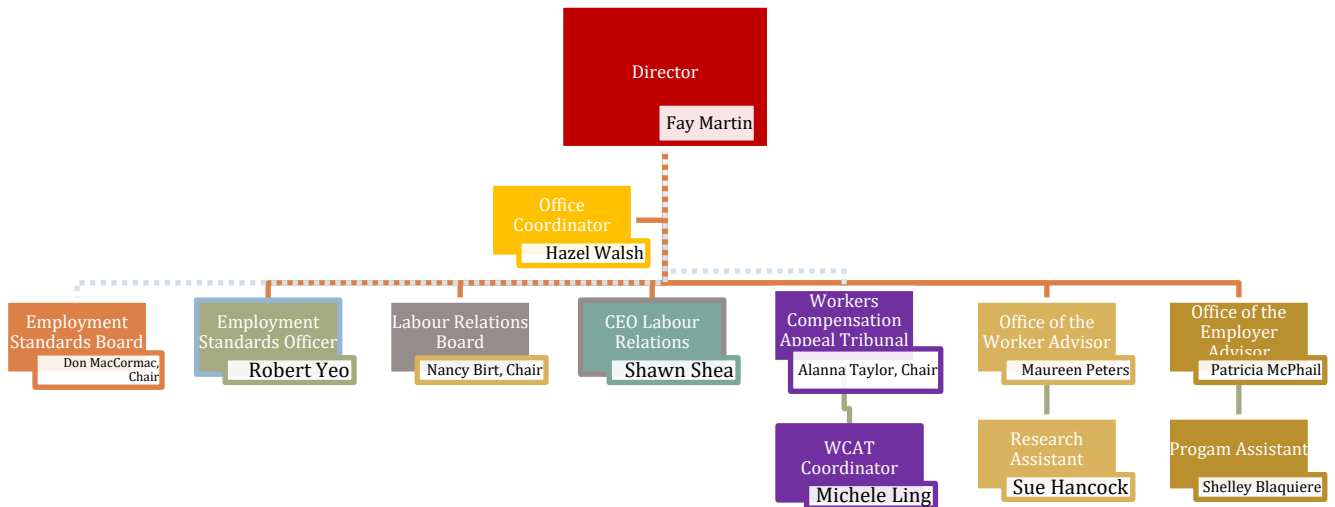 Director
Fay Martin
Office
Coordinator
Hazel Walsh
Employment
Standards Board
Don MacCormac,
Chair
Employment
Standards Officer
Robert Yeo
Labour Relations
Board
Nancy Birt, Chair
CEO Labour
Relations
Shawn Shea
Workers
Compensation
Appeal Tribunal
Alanna Taylor, Chair
Office of the
Worker Advisor
Maureen Peters
Office of the
Employer
Advisor
Patricia McPhail
WCAT
Coordinator
Michele Ling
Research
Assistant
Sue Hancock
Progam Assistant
Shelley Blaquiere